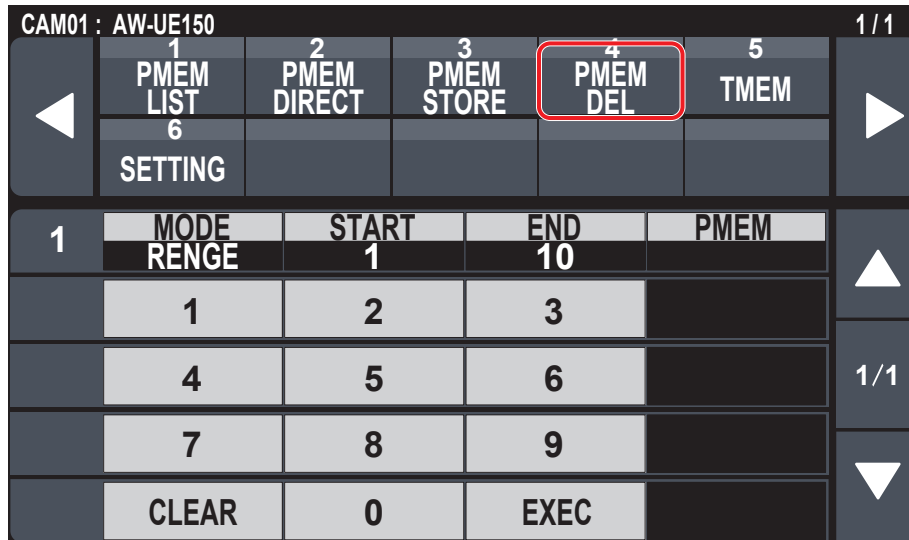 CAM01 : AW-UE150 1 / 1
1 2 3 4 5
PMEM LIST PMEM DIRECT PMEM STORE PMEM DEL TMEM
6
SETTING
1 MODE START END PMEM
RENGE 1 10
1 2 3
4 5 6 1/1
7 8 9
CLEAR 0 EXEC